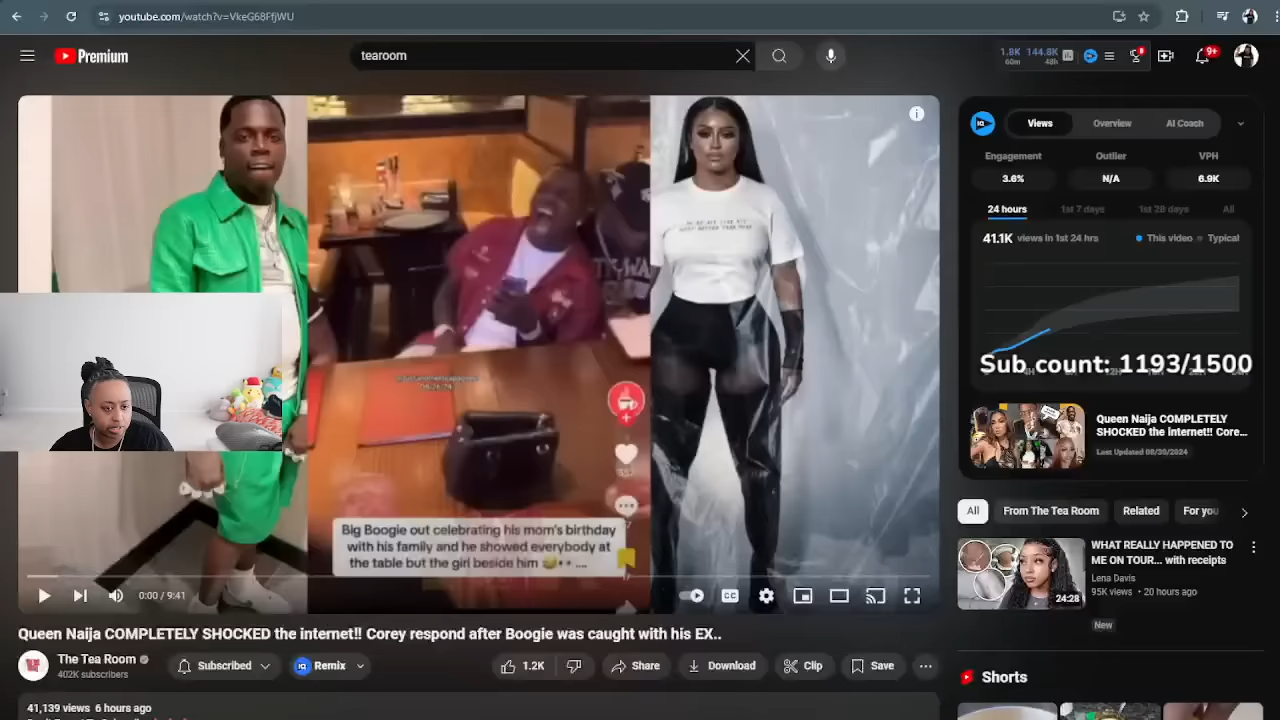 youtube.com/watch?v=VkeG68FfjWU
Premium
tearoom
1.8K 144.8K
60m 48h
9+
Views Overview AI Coach
Engagement Outlier VPH
3.6% N/A 6.9K
24 hours 1st 7 days 1st 28 days All
41.1K views in 1st 24 hrs This video Typical
Sub count: 1193/1500
Queen Naija COMPLETELY
SHOCKED the internet!! Core...
Last Updated 08/30/2024
Big Boogie out celebrating his mom's birthday
with his family and he showed everybody at
the table but the girl beside him
0:00 / 9:41
CC
All From The Tea Room Related For you
WHAT REALLY HAPPENED TO
ME ON TOUR... with receipts
Lena Davis
95K views • 20 hours ago
24:28
New
Queen Naija COMPLETELY SHOCKED the internet!! Corey respond after Boogie was caught with his EX..
The Tea Room
402K subscribers
Subscribed
Remix
1.2K
Share
Download
Clip
Save
Shorts
41,139 views 6 hours ago